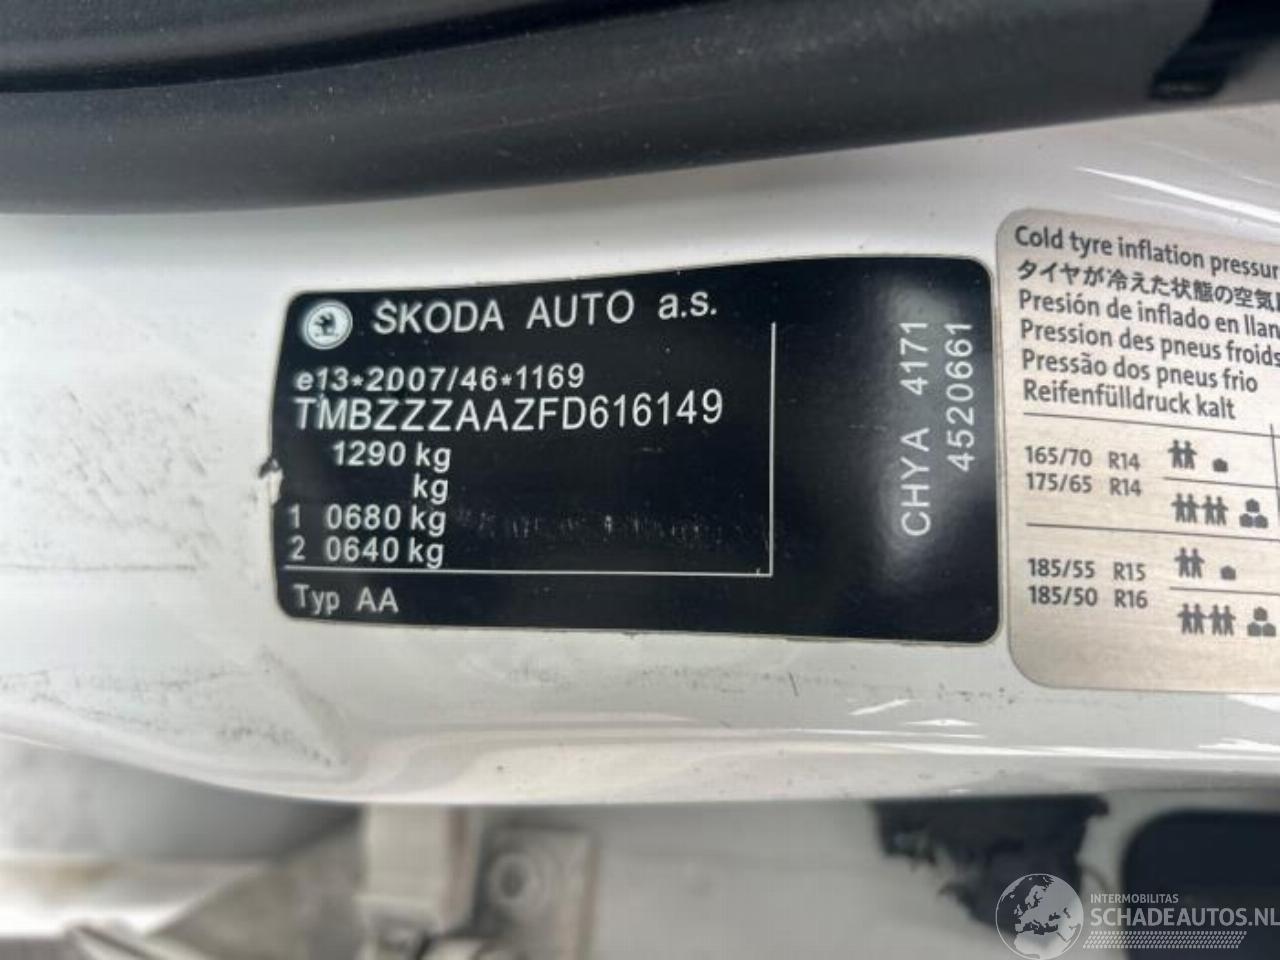 ŠKODA AUTO a.s.
e13*2007/46*1169
TMBZZZAAZFD616149
1290 kg
kg
1 0680 kg
2 0640 kg
Typ AA
CHYA 4171
4520661
Cold tyre inflation pressur
タイヤが冷えた状態の空気
Presión de inflado en llan
Pression des pneus froids
Pressão dos pneus frio
Reifenfülldruck kalt
165/70 R14
175/65 R14
185/55 R15
185/50 R16
INTERMOBILITAS
SCHADEAUTOS.NL